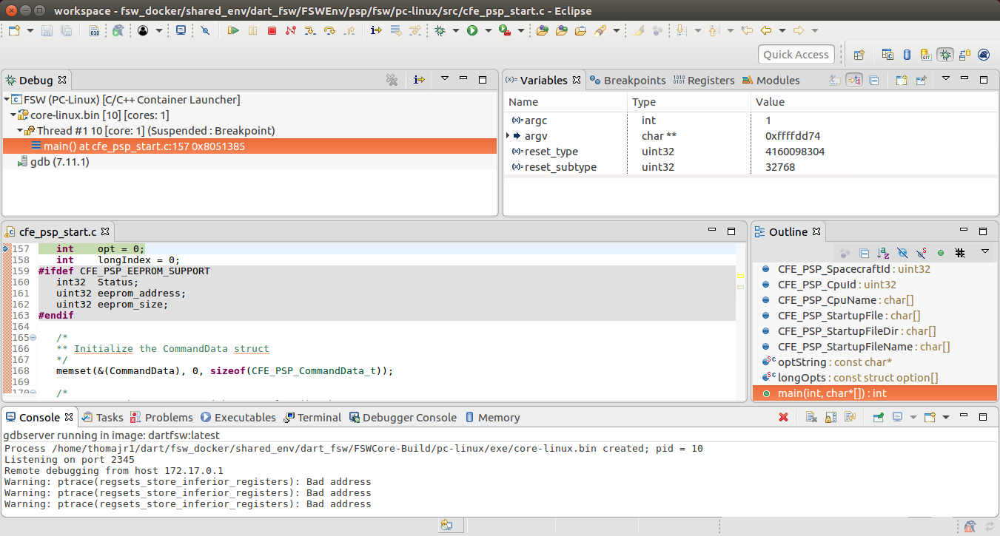 workspace - fsw_docker/shared_env/dart_fsw/FSWEnv/psp/fsw/pc-linux/src/cfe_psp_start.c - Eclipse
Quick Access
Debug
FSW (PC-Linux) [C/C++ Container Launcher]
core-linux.bin [10] [cores: 1]
Thread #1 10 [core: 1] (Suspended : Breakpoint)
main() at cfe_psp_start.c:157 0x8051385
gdb (7.11.1)
Variables Breakpoints Registers Modules
Name Type Value
argc int 1
argv char ** 0xffffdd74
reset_type uint32 4160098304
reset_subtype uint32 32768
cfe_psp_start.c
157 int opt = 0;
158 int longIndex = 0;
159 #ifdef CFE_PSP_EEPROM_SUPPORT
160 int32 Status;
161 uint32 eeprom_address;
162 uint32 eeprom_size;
163 #endif
164
165 /*
166 ** Initialize the CommandData struct
167 */
168 memset(&(CommandData), 0, sizeof(CFE_PSP_CommandData_t));
169
170 /*
Outline
CFE_PSP_SpacecraftId : uint32
CFE_PSP_CpuId : uint32
CFE_PSP_CpuName : char[]
CFE_PSP_StartupFile : char[]
CFE_PSP_StartupFileDir : char[]
CFE_PSP_StartupFileName : char[]
optString : const char*
longOpts : const struct option[]
main(int, char*[]) : int
Console Tasks Problems Executables Terminal Debugger Console Memory
gdbserver running in image: dartfsw:latest
Process /home/thomajr1/dart/fsw_docker/shared_env/dart_fsw/FSWCore-Build/pc-linux/exe/core-linux.bin created; pid = 10
Listening on port 2345
Remote debugging from host 172.17.0.1
Warning: ptrace(regsets_store_inferior_registers): Bad address
Warning: ptrace(regsets_store_inferior_registers): Bad address
Warning: ptrace(regsets_store_inferior_registers): Bad address